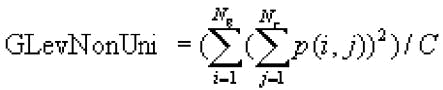 GLevNonUni = (∑_{i=1}^{N_g} (∑_{j=1}^{N_r} p(i, j))²) / C